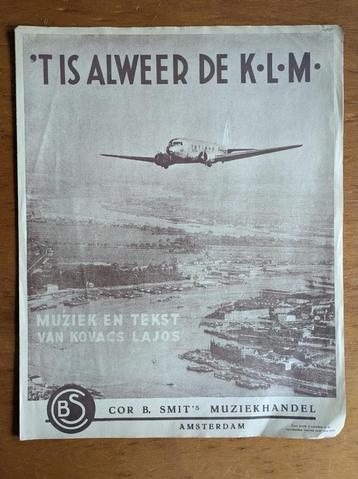 'T IS ALWEER DE K·L·M·
MUZIEK EN TEKST
VAN KOVACS LAJOS
CBS
COR B. SMIT'S MUZIEKHANDEL
AMSTERDAM